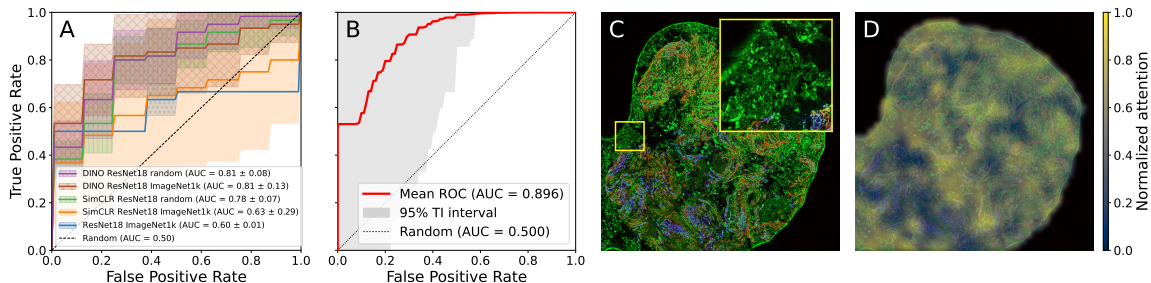 A
True Positive Rate
1.0
0.8
0.6
0.4
0.2
0.0
DINO ResNet18 random (AUC = 0.81 ± 0.08)
DINO ResNet18 ImageNet1k (AUC = 0.81 ± 0.13)
SimCLR ResNet18 random (AUC = 0.78 ± 0.07)
SimCLR ResNet18 ImageNet1k (AUC = 0.63 ± 0.29)
ResNet18 ImageNet1k (AUC = 0.60 ± 0.01)
Random (AUC = 0.50)
0.0 0.2 0.4 0.6 0.8 1.0
False Positive Rate
B
Mean ROC (AUC = 0.896)
95% TI interval
Random (AUC = 0.500)
0.0 0.2 0.4 0.6 0.8 1.0
False Positive Rate
C
D
1.0
0.8
0.6
0.4
0.2
0.0
Normalized attention